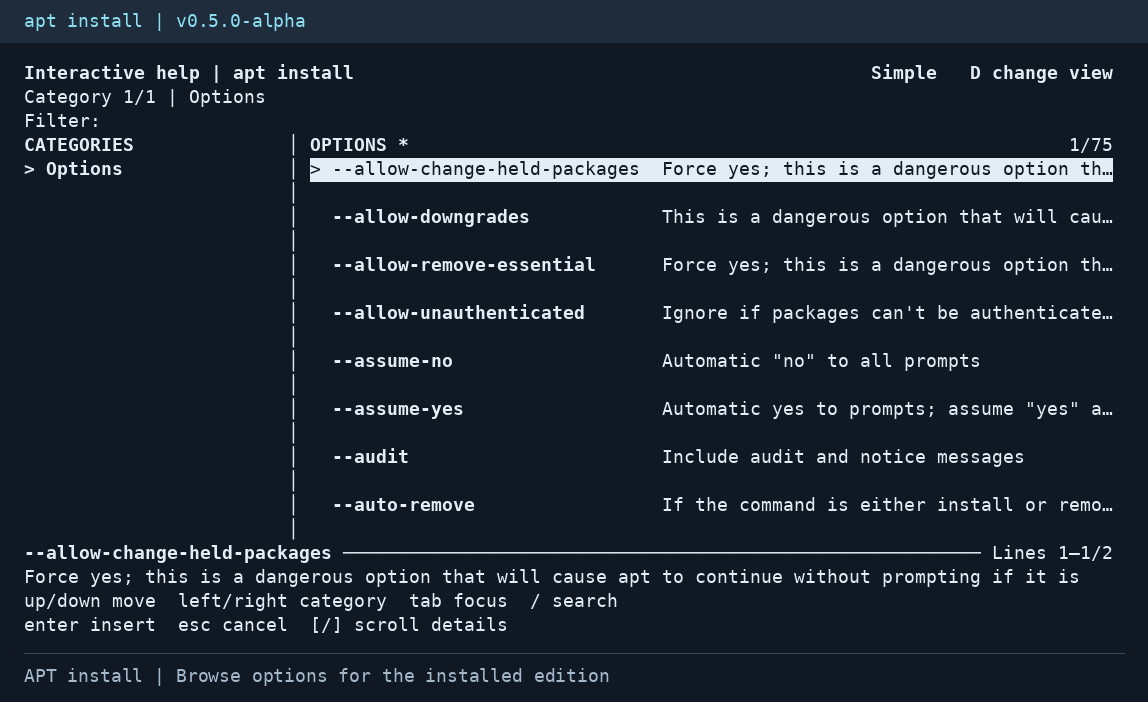 apt install | v0.5.0-alpha
Interactive help | apt install Simple D change view
Category 1/1 | Options
Filter:
CATEGORIES │ OPTIONS * 1/75
> Options │ > --allow-change-held-packages Force yes; this is a dangerous option th…
--allow-downgrades This is a dangerous option that will cau…
--allow-remove-essential Force yes; this is a dangerous option th…
--allow-unauthenticated Ignore if packages can't be authenticate…
--assume-no Automatic "no" to all prompts
--assume-yes Automatic yes to prompts; assume "yes" a…
--audit Include audit and notice messages
--auto-remove If the command is either install or remo…
--allow-change-held-packages ────────── Lines 1–1/2
Force yes; this is a dangerous option that will cause apt to continue without prompting if it is
up/down move left/right category tab focus / search
enter insert esc cancel [/] scroll details
APT install | Browse options for the installed edition